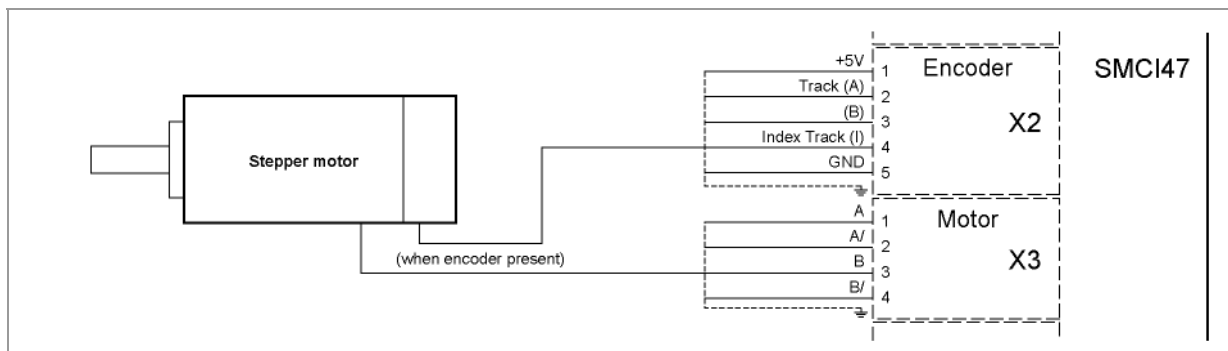 Stepper motor
(when encoder present)
+5V
1
Track (A)
2
(B)
3
Index Track (I)
4
GND
5
Encoder
X2
SMCI47
A
1
A/
2
B
3
B/
4
Motor
X3